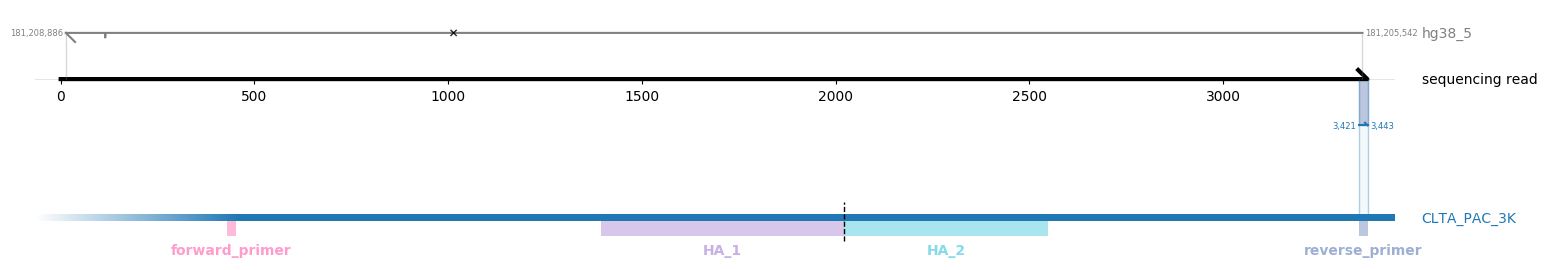 181,208,886
181,205,542
hg38_5
sequencing read
0
500
1000
1500
2000
2500
3000
3,421
3,443
CLTA_PAC_3K
forward_primer
HA_1
HA_2
reverse_primer